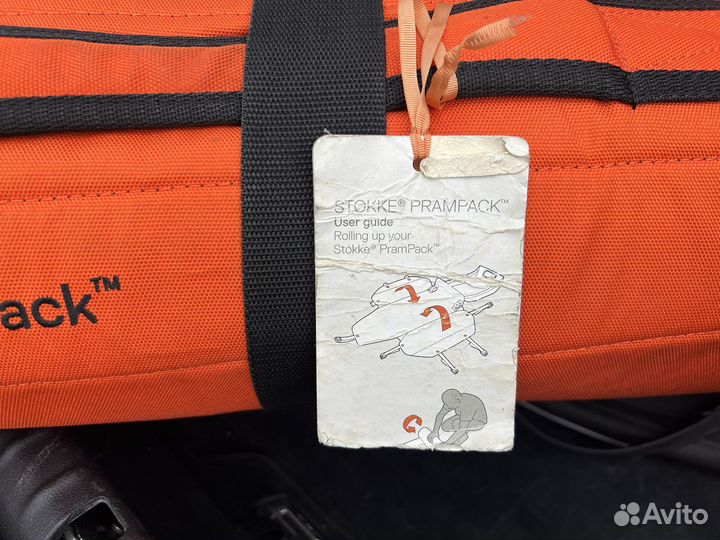 STOKKE® PRAMPACK™
User guide
Rolling up your
Stokke® PramPack™
ack™
Avito